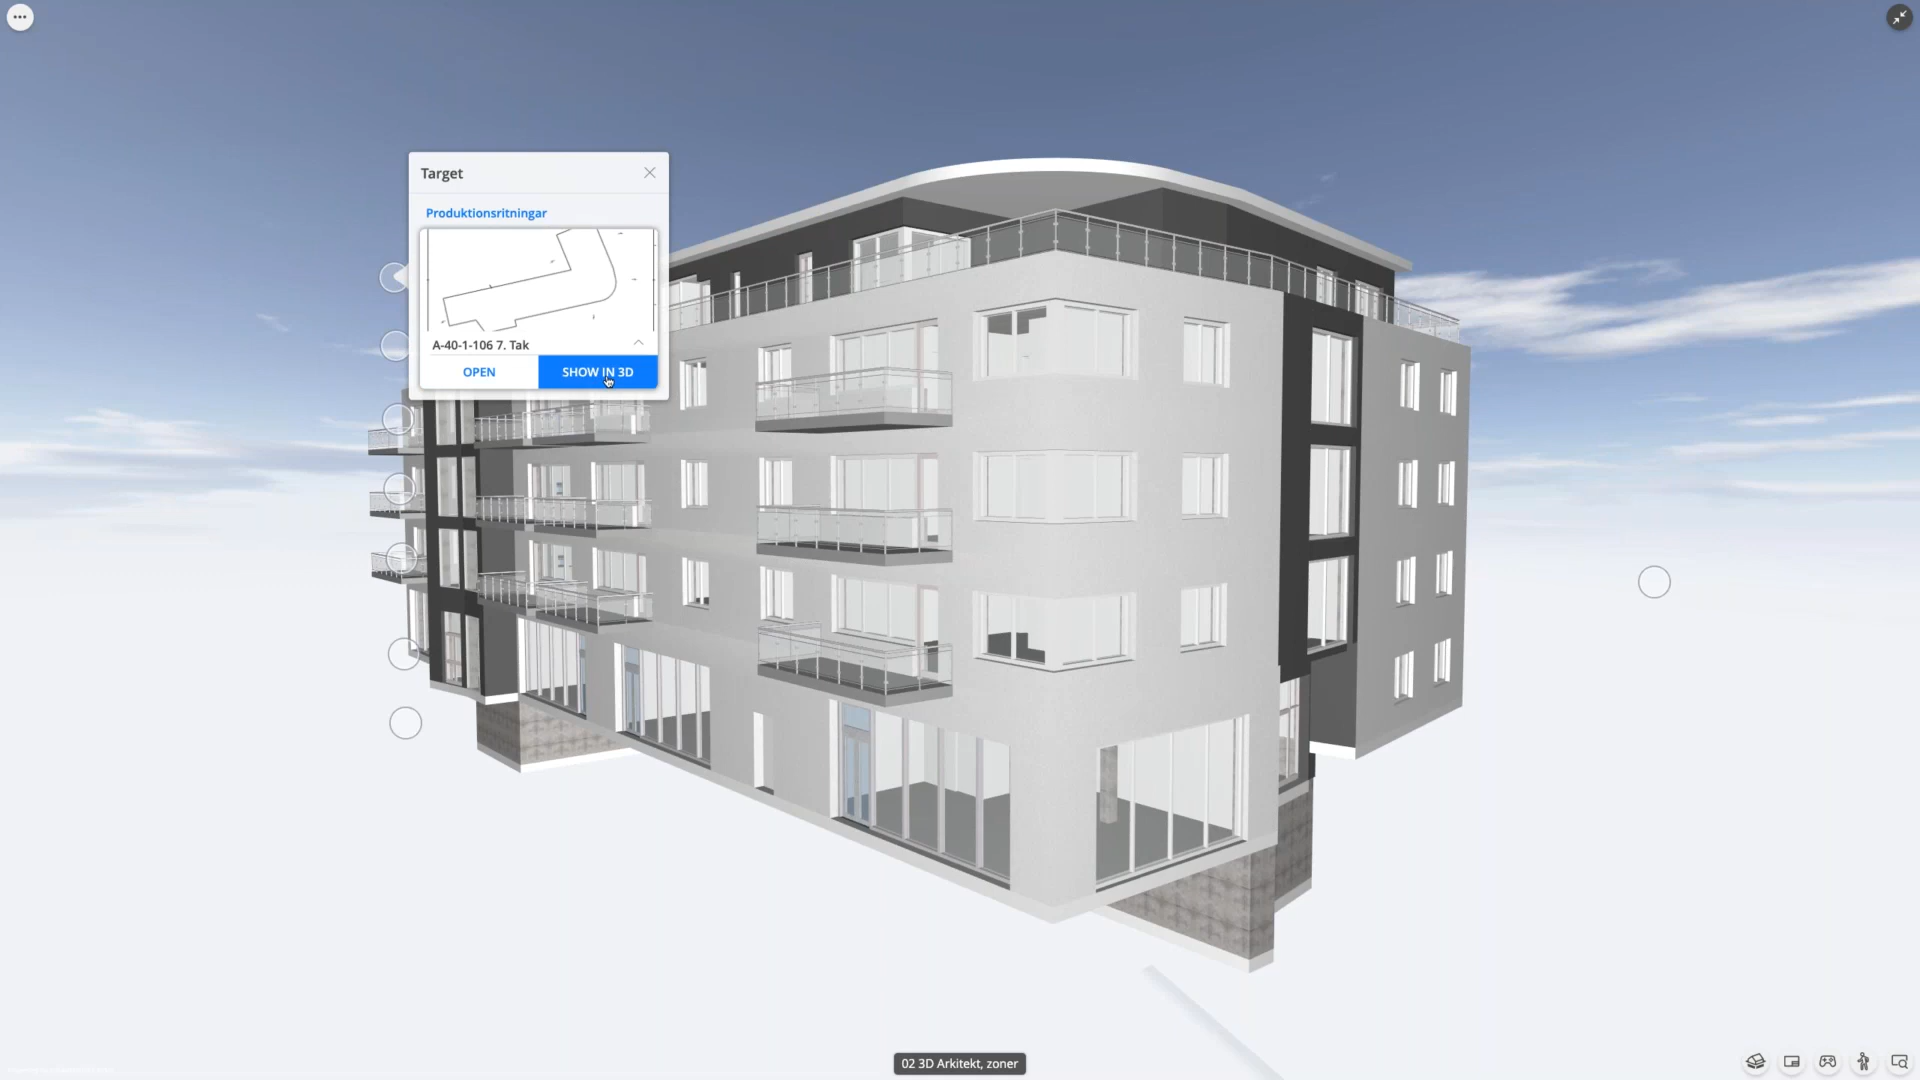 Target
Produktionsritningar
A-40-1-106 7. Tak
OPEN
SHOW IN 3D
02 3D Arkitekt, zoner